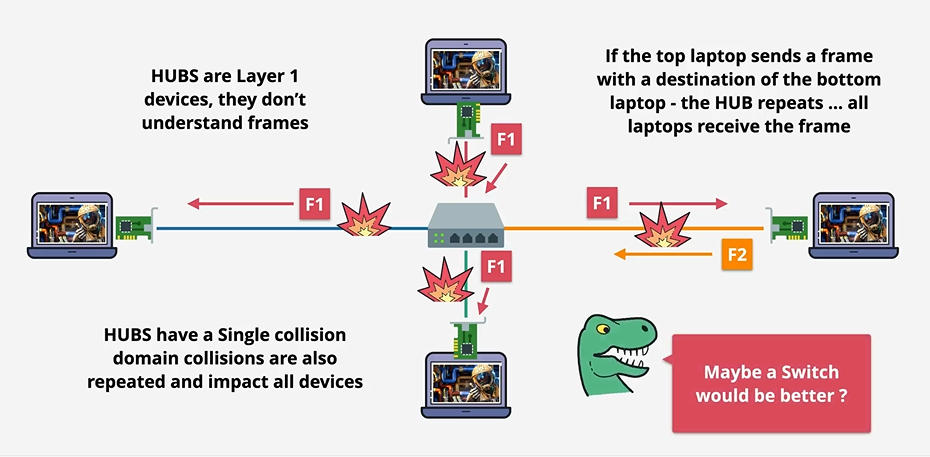 HUBS are Layer 1
devices, they don't
understand frames
If the top laptop sends a frame
with a destination of the bottom
laptop - the HUB repeats ... all
laptops receive the frame
F1
F1
F1
F2
F1
HUBS have a Single collision
domain collisions are also
repeated and impact all devices
Maybe a Switch
would be better ?